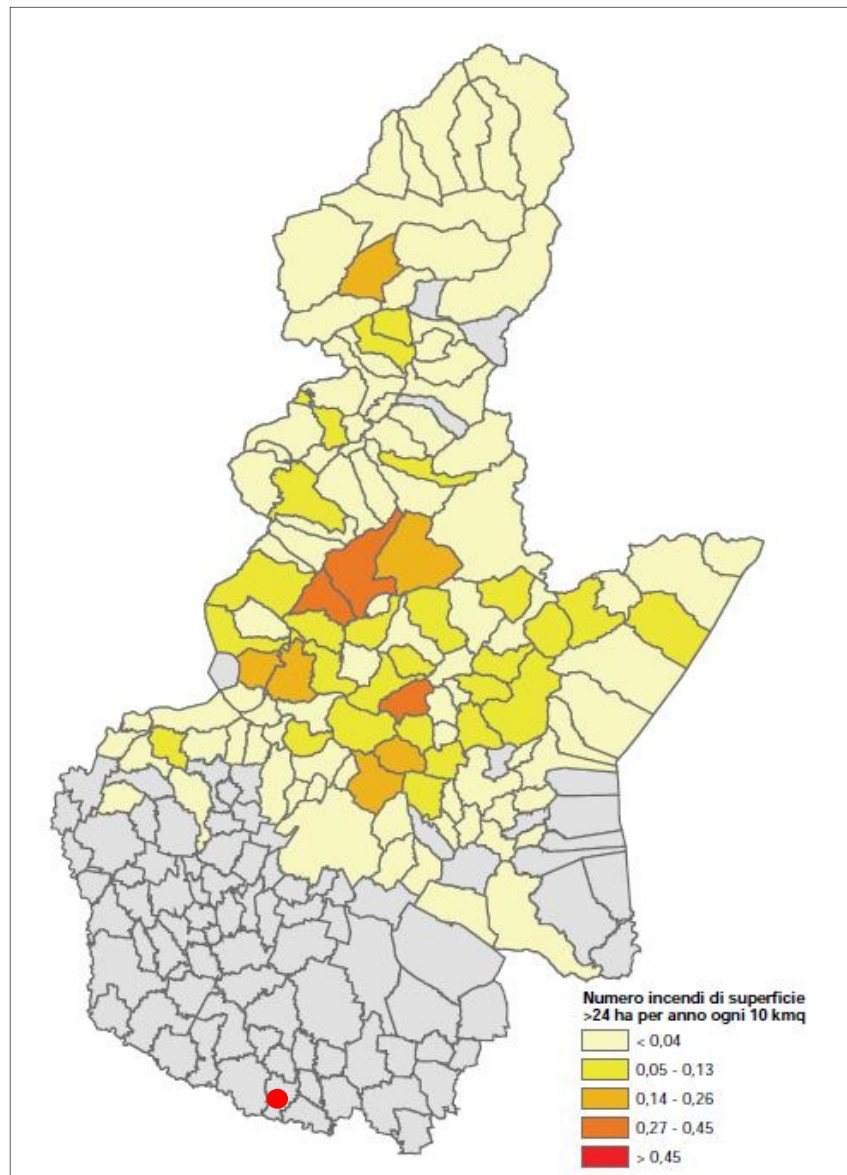 Numero incendi di superficie
>24 ha per anno ogni 10 kmq
< 0,04
0,05 - 0,13
0,14 - 0,26
0,27 - 0,45
> 0,45